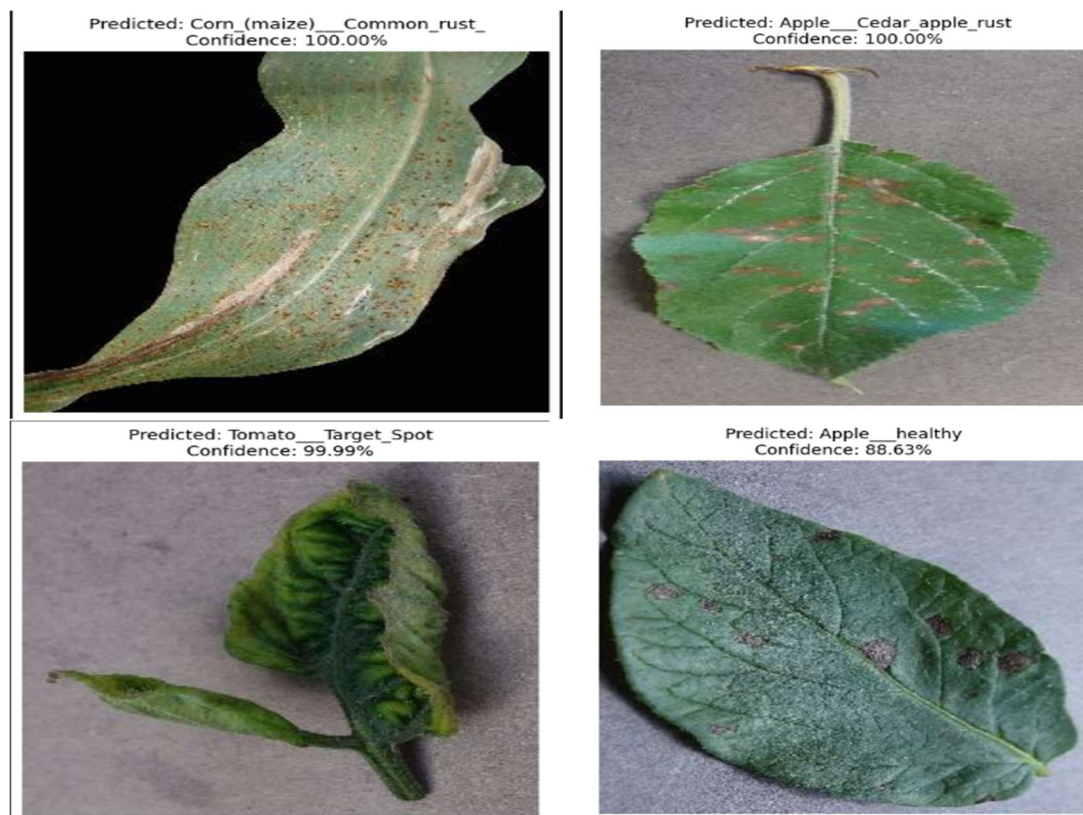 Predicted: Corn_(maize)___Common_rust_
Confidence: 100.00%
Predicted: Apple___Cedar_apple_rust
Confidence: 100.00%
Predicted: Tomato___Target_Spot
Confidence: 99.99%
Predicted: Apple___healthy
Confidence: 88.63%